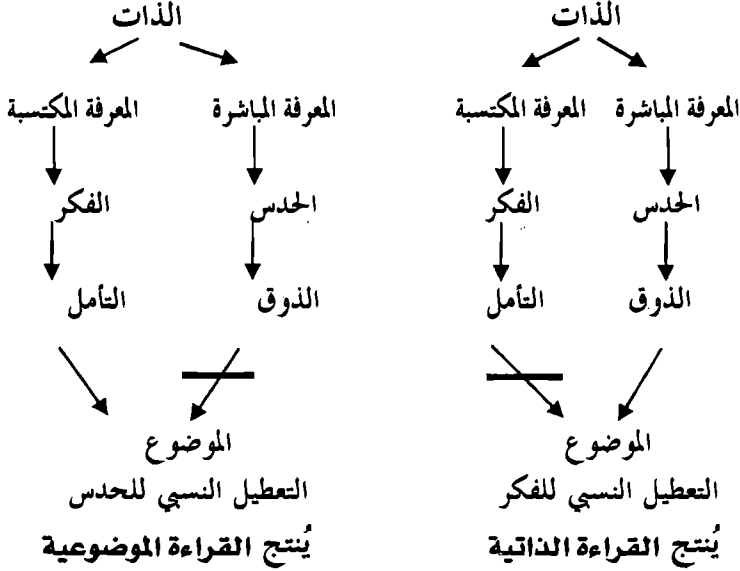 الذات
المعرفة المباشرة المعرفة المكتسبة
الحدس الفكر
الذوق التأمل
الموضوع
التعطيل النسبي للفكر
يُنتج القراءة الذاتية
الذات
المعرفة المباشرة المعرفة المكتسبة
الحدس الفكر
الذوق التأمل
الموضوع
التعطيل النسبي للحدس
يُنتج القراءة الموضوعية